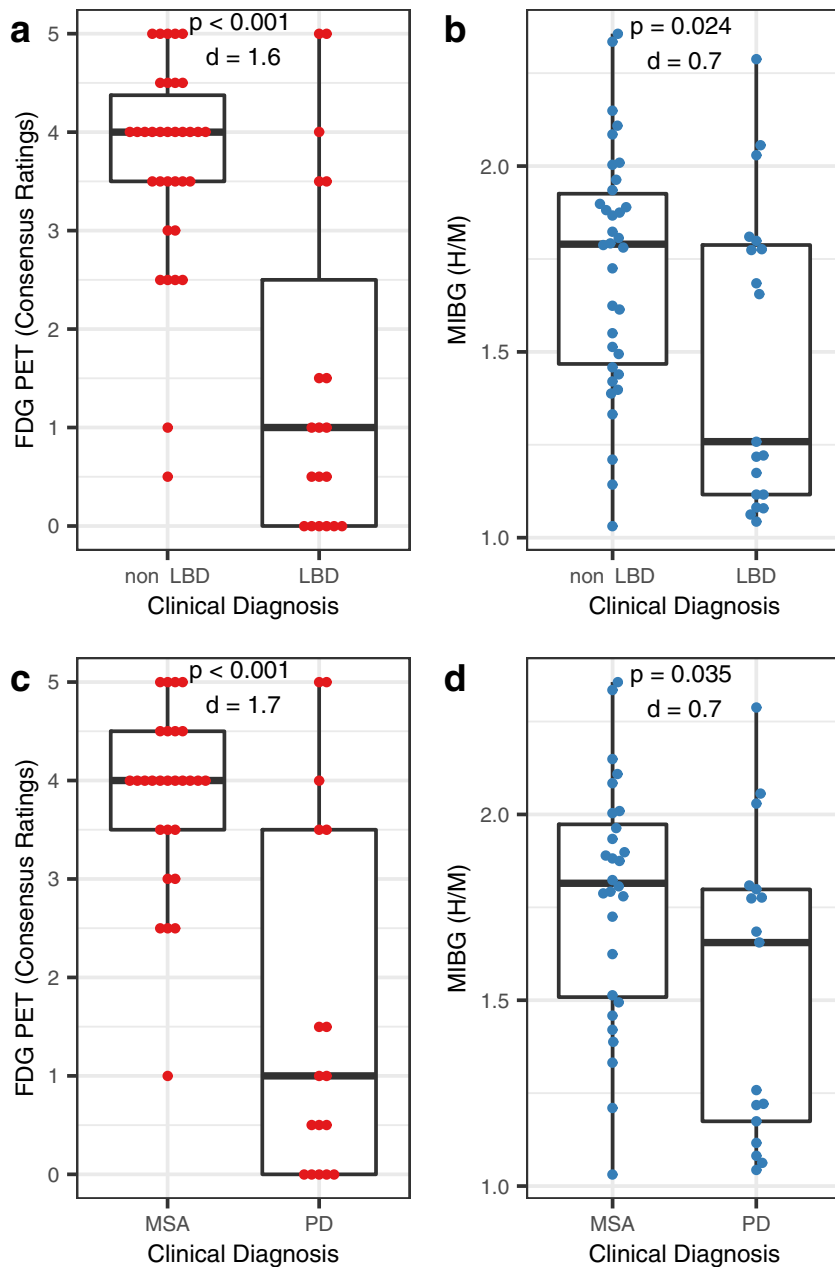 a
p < 0.001
d = 1.6
FDG PET (Consensus Ratings)
5
4
3
2
1
0
non LBD
LBD
Clinical Diagnosis
b
p = 0.024
d = 0.7
MIBG (H/M)
2.0
1.5
1.0
non LBD
LBD
Clinical Diagnosis
c
p < 0.001
d = 1.7
FDG PET (Consensus Ratings)
5
4
3
2
1
0
MSA
PD
Clinical Diagnosis
d
p = 0.035
d = 0.7
MIBG (H/M)
2.0
1.5
1.0
MSA
PD
Clinical Diagnosis